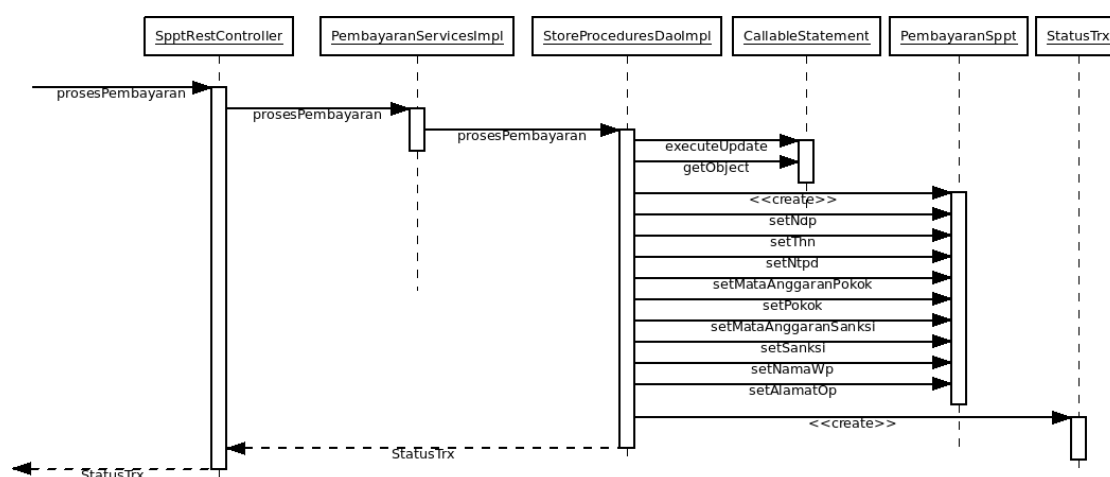 SpptRestController
PembayaranServicesImpl
StoreProceduresDaoImpl
CallableStatement
PembayaranSppt
StatusTrx
prosesPembayaran
prosesPembayaran
prosesPembayaran
executeUpdate
getObject
<<create>>
setNdp
setThn
setNtpd
setMataAnggaranPokok
setPokok
setMataAnggaranSanksi
setSanksi
setNamaWp
setAlamatOp
<<create>>
StatusTrx
StatusTrx